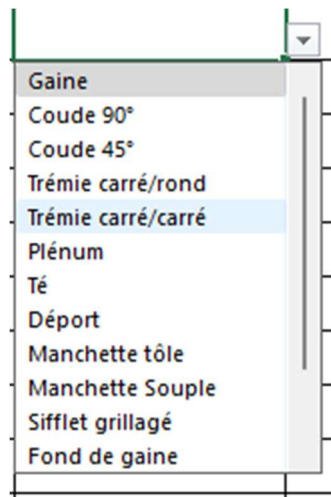 Gaine
Coude 90°
Coude 45°
Trémie carré/rond
Trémie carré/carré
Plénum
Té
Déport
Manchette tôle
Manchette Souple
Sifflet grillagé
Fond de gaine